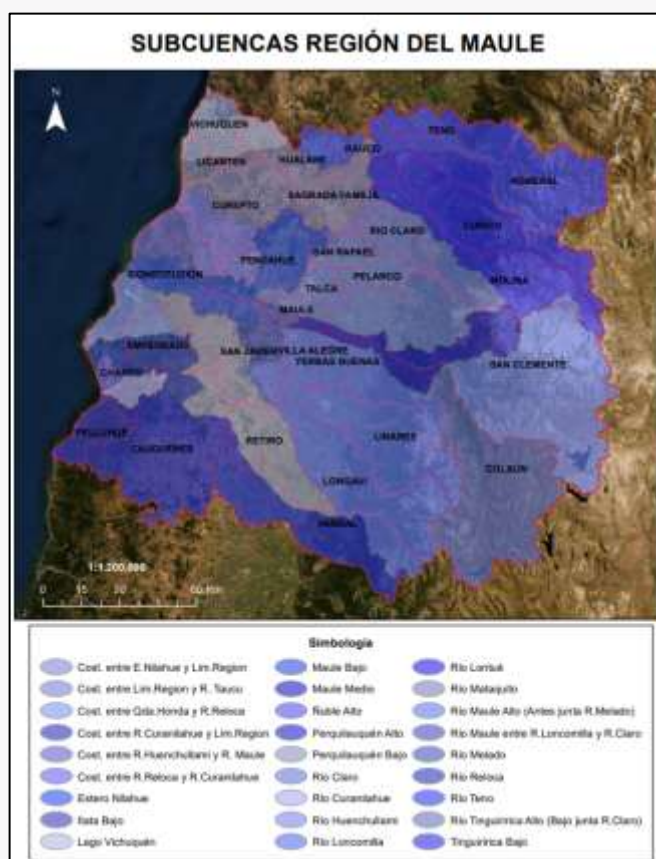 SUBCUENCAS REGIÓN DEL MAULE
N
VICHUQUEN
TENO
RAUCO
HUALAÑE
LICANTEN
ROMERAL
SAGRADA FAMILIA
CUREPTO
RIO CLARO
CURICO
SAN RAFAEL
PENCAHUE
PELARCO
MOLINA
CONSTITUCIÓN
TALCA
MAULE
EMPEDRADO
SAN JAVIER
VILLA ALEGRE
YERBAS BUENAS
SAN CLEMENTE
CHANCO
PELLUHUE
CAUQUENES
RETIRO
LINARES
COLBÚN
LONGAVI
PARRAL
1:1.200.000
0 15 30 60 Km
Simbología
Cost. entre E.Nilahue y Lim.Region
Cost. entre Lim.Region y R. Taucu
Cost. entre Qda.Honda y R.Reloca
Cost. entre R.Curanilahue y Lim.Region
Cost. entre R.Huenchullami y R. Maule
Cost. entre R.Reloca y R.Curanilahue
Estero Nilahue
Itata Bajo
Lago Vichuquén
Maule Bajo
Maule Medio
Ñuble Alto
Perquilauquén Alto
Perquilauquén Bajo
Río Claro
Río Curanilahue
Río Huenchullami
Río Loncomilla
Río Lontué
Río Mataquito
Río Maule Alto (Antes junta R.Melado)
Río Maule entre R.Loncomilla y R.Claro
Río Melado
Río Reloca
Río Teno
Río Tinguiririca Alto (Bajo junta R.Claro)
Tinguiririca Bajo